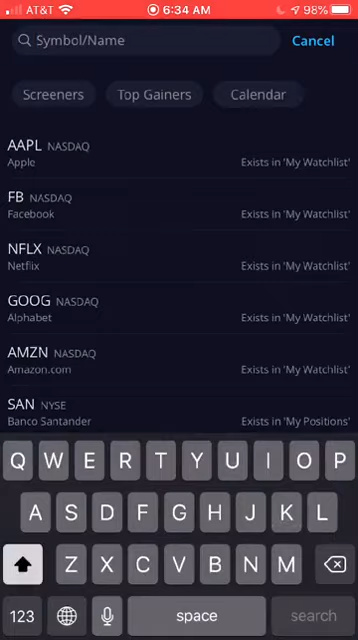 AT&T 6:34 AM 98%
Symbol/Name Cancel
Screeners Top Gainers Calendar
AAPL NASDAQ
Apple Exists in 'My Watchlist'
FB NASDAQ
Facebook Exists in 'My Watchlist'
NFLX NASDAQ
Netflix Exists in 'My Watchlist'
GOOG NASDAQ
Alphabet Exists in 'My Watchlist'
AMZN NASDAQ
Amazon.com Exists in 'My Watchlist'
SAN NYSE
Banco Santander Exists in 'My Positions'
Q W E R T Y U I O P
A S D F G H J K L
Z X C V B N M
123 space search